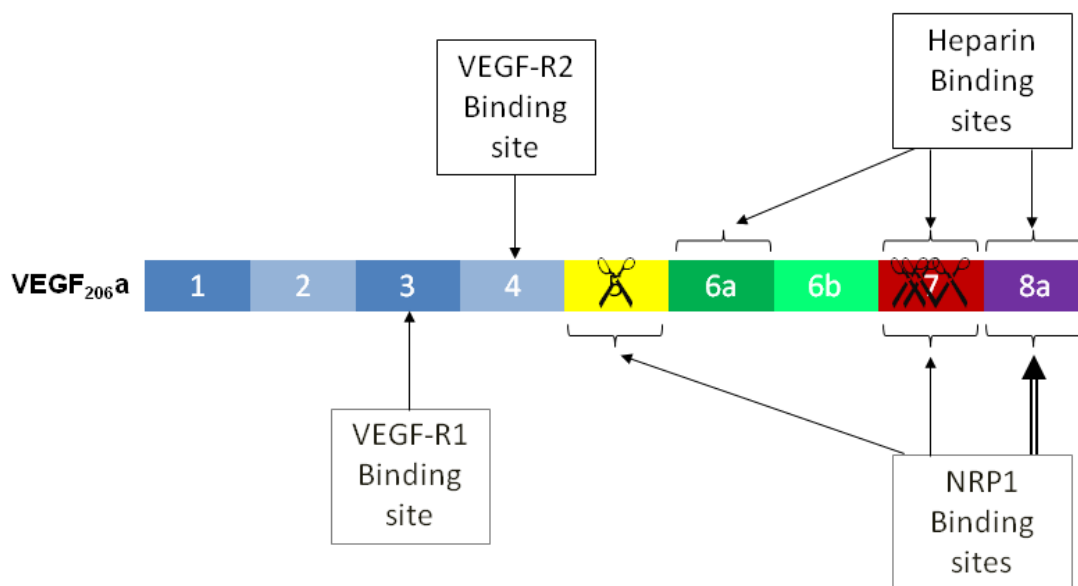 VEGF-R2
Binding
site
Heparin
Binding
sites
VEGF₂₀₆a
1
2
3
4
5
6a
6b
7
8a
VEGF-R1
Binding
site
NRP1
Binding
sites